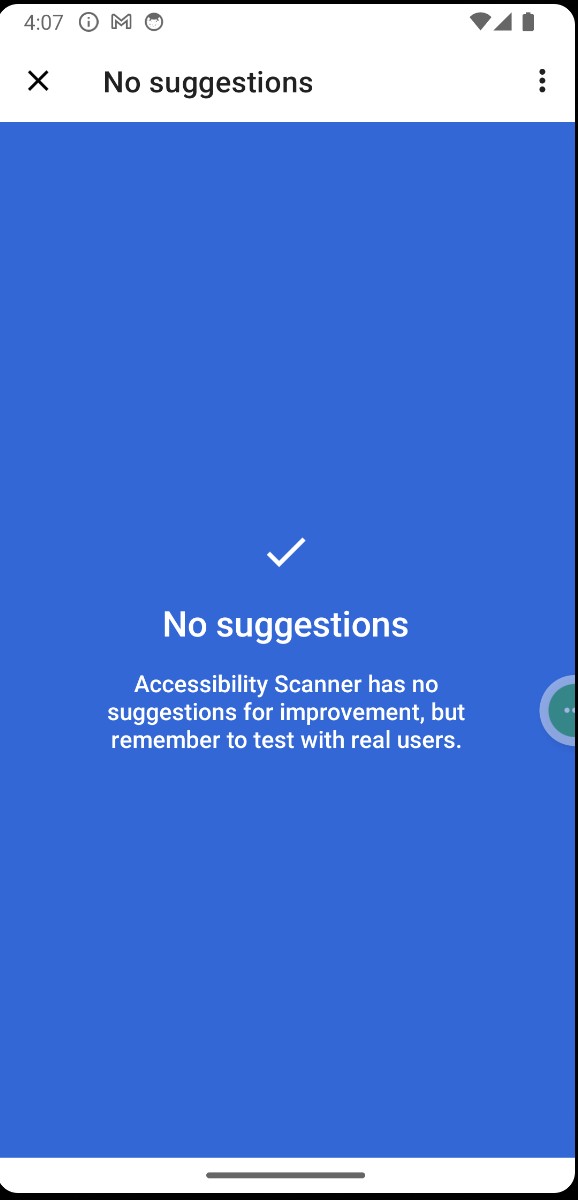 4:07
No suggestions
No suggestions
Accessibility Scanner has no
suggestions for improvement, but
remember to test with real users.